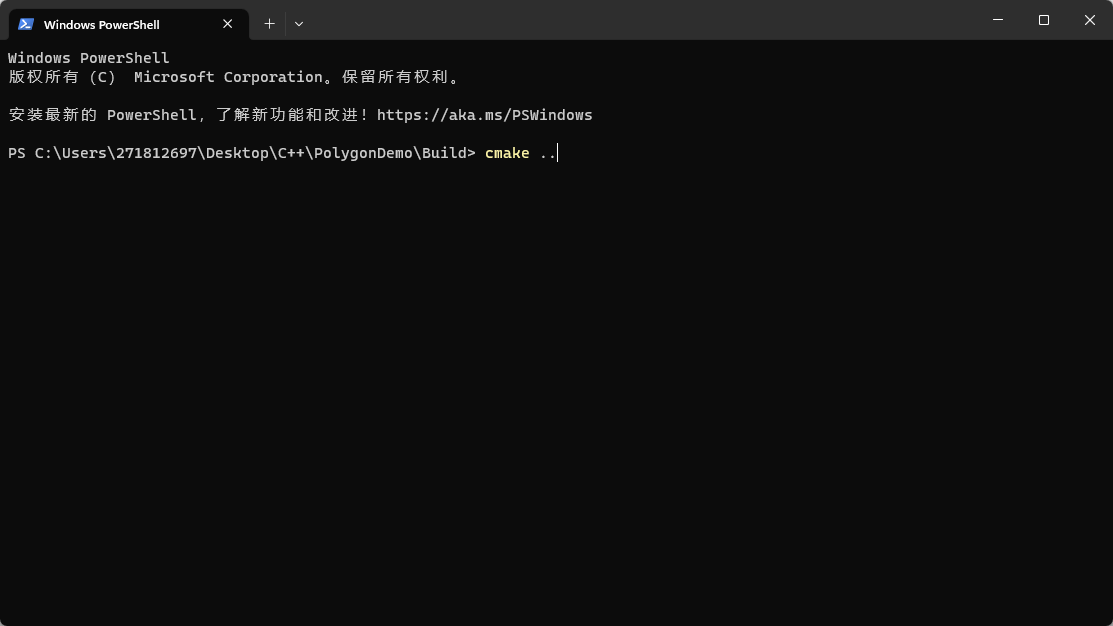 Windows PowerShell
Windows PowerShell
版权所有 (C)  Microsoft Corporation。保留所有权利。
安装最新的 PowerShell，了解新功能和改进！https://aka.ms/PSWindows
PS C:\Users\271812697\Desktop\C++\PolygonDemo\Build> cmake ..